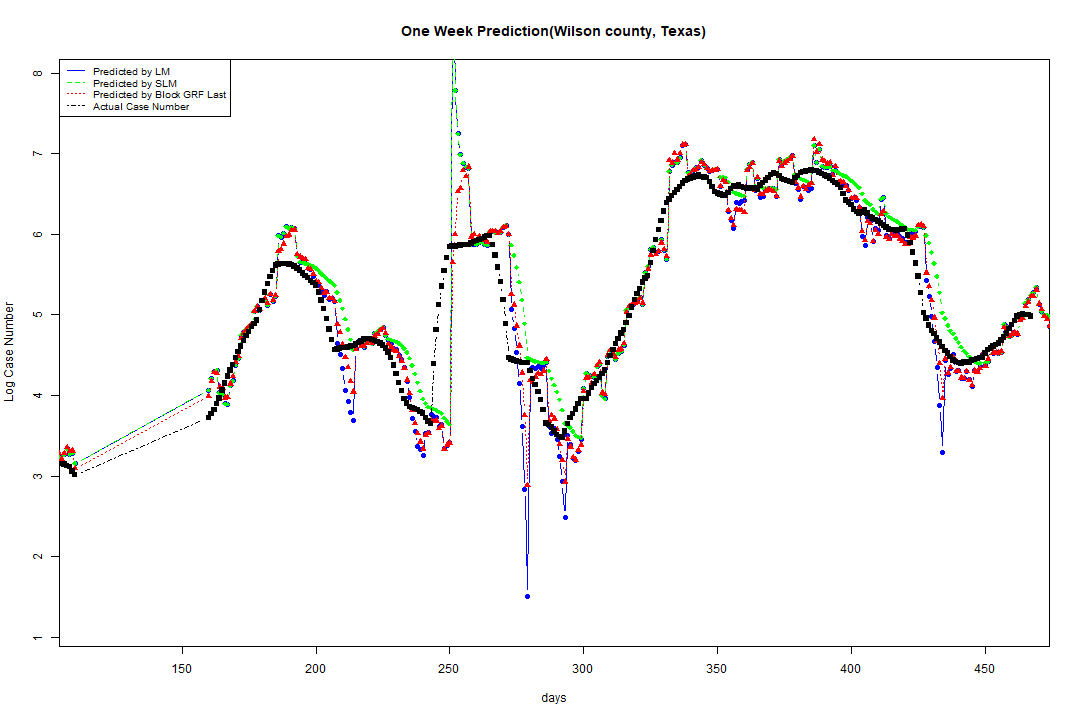 One Week Prediction(Wilson county, Texas)
Predicted by LM
Predicted by SLM
Predicted by Block GRF Last
Actual Case Number
8
7
6
5
4
3
2
1
Log Case Number
150 200 250 300 350 400 450
days